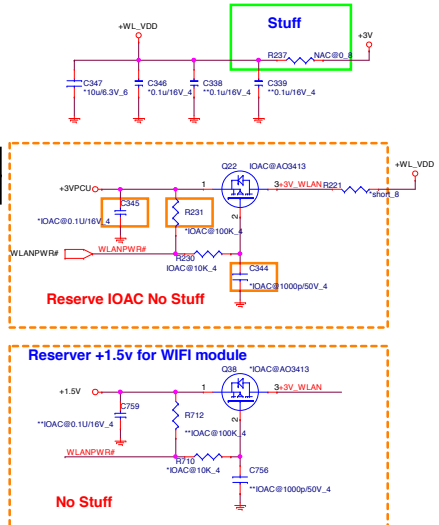 Stuff
+WL_VDD
+3V
R237
NAC@0_8
C347
*10u/6.3V_6
C346
*0.1u/16V_4
C338
**0.1u/16V_4
C339
**0.1u/16V_4
Q22
IOAC@AO3413
+WL_VDD
+3VPCU
1
3
+3V_WLAN
R221
*short_8
C345
*IOAC@0.1U/16V_4
R231
*IOAC@100K_4
2
WLANPWR#
WLANPWR#
R230
IOAC@10K_4
C344
*IOAC@1000p/50V_4
Reserve IOAC No Stuff
Reserver +1.5v for WIFI module
Q38
*IOAC@AO3413
+1.5V
1
3
+3V_WLAN
C759
**IOAC@0.1U/16V_4
R712
**IOAC@100K_4
2
WLANPWR#
R710
*IOAC@10K_4
C756
**IOAC@1000p/50V_4
No Stuff